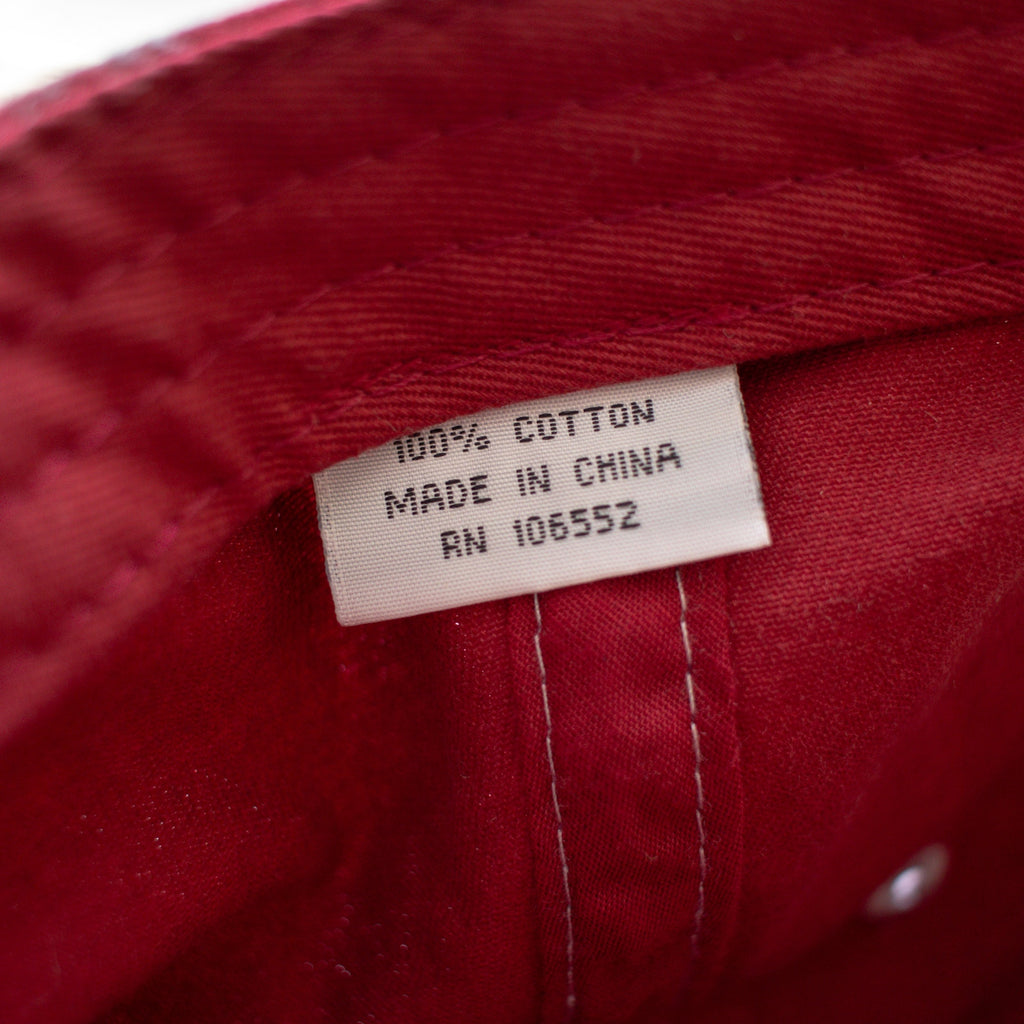 100% COTTON
MADE IN CHINA
RN 106552